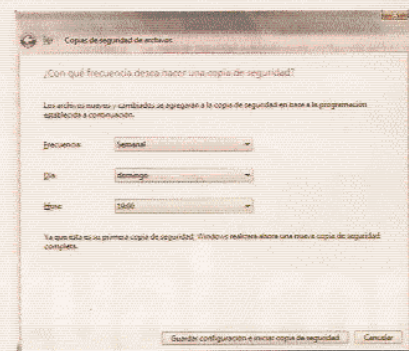 Copias de seguridad de archivos
¿Con qué frecuencia desea hacer una copia de seguridad?
Los archivos nuevos y cambiados se agregarán a la copia de seguridad en base a la programación
establecida a continuación.
Frecuencia: Semanal
Día: domingo
Hora:
Ya que esta es su primera copia de seguridad, Windows realizará ahora una nueva copia de seguridad
completa.
Guardar configuración e iniciar copia de seguridad Cancelar